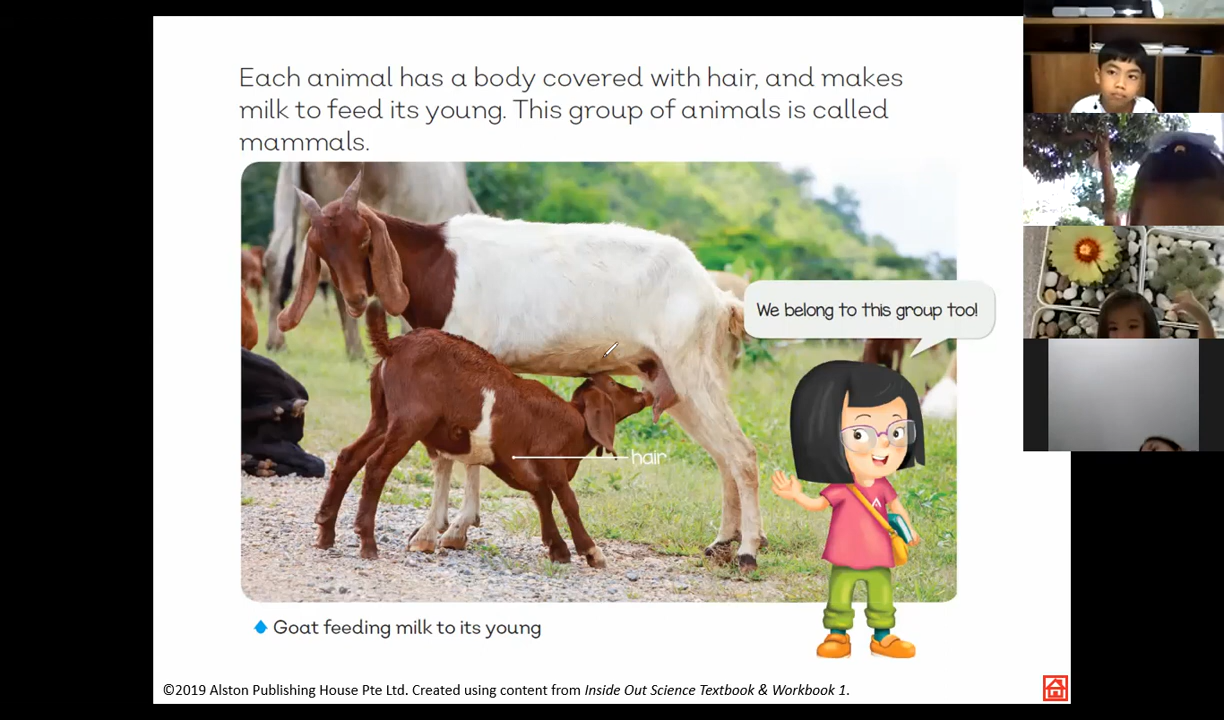 Each animal has a body covered with hair, and makes
milk to feed its young. This group of animals is called
mammals.
We belong to this group too!
hair
Goat feeding milk to its young
©2019 Alston Publishing House Pte Ltd. Created using content from Inside Out Science Textbook & Workbook 1.